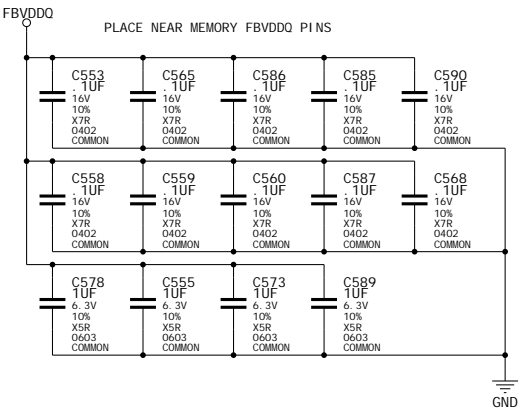 FBVDDQ
PLACE NEAR MEMORY FBVDDQ PINS
C553
.1UF
16V
10%
X7R
0402
COMMON
C565
.1UF
16V
10%
X7R
0402
COMMON
C586
.1UF
16V
10%
X7R
0402
COMMON
C585
.1UF
16V
10%
X7R
0402
COMMON
C590
.1UF
16V
10%
X7R
0402
COMMON
C558
.1UF
16V
10%
X7R
0402
COMMON
C559
.1UF
16V
10%
X7R
0402
COMMON
C560
.1UF
16V
10%
X7R
0402
COMMON
C587
.1UF
16V
10%
X7R
0402
COMMON
C568
.1UF
16V
10%
X7R
0402
COMMON
C578
1UF
6.3V
10%
X5R
0603
COMMON
C555
1UF
6.3V
10%
X5R
0603
COMMON
C573
1UF
6.3V
10%
X5R
0603
COMMON
C589
1UF
6.3V
10%
X5R
0603
COMMON
GND